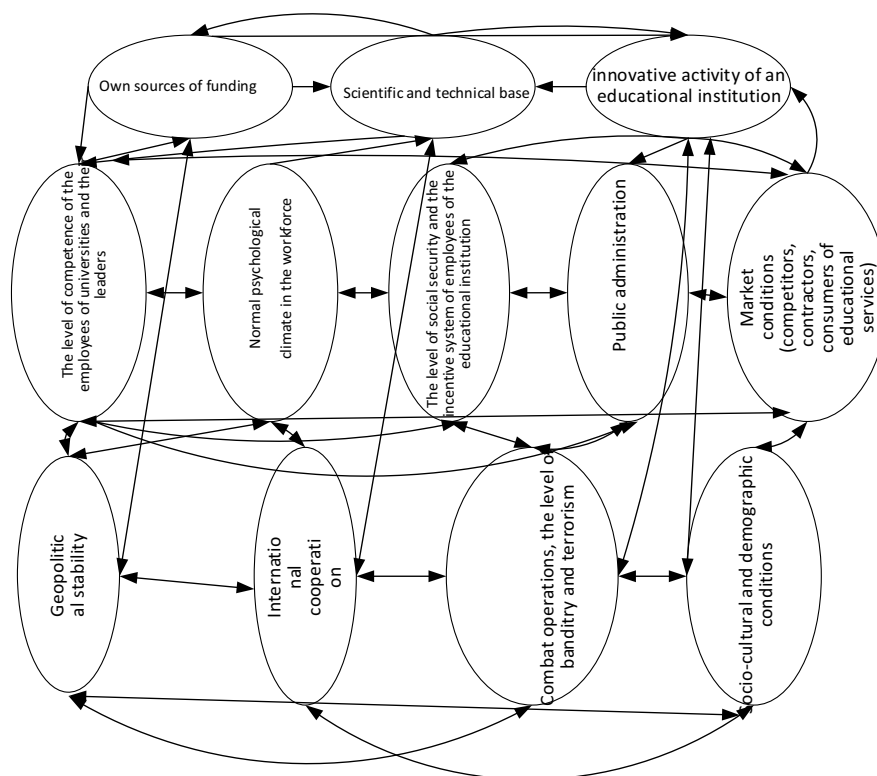 Own sources of funding
Scientific and technical base
innovative activity of an
educational institution
The level of competence of the
employees of universities and the
leaders
Normal psychological
climate in the workforce
The level of social security and the
incentive system of employees of the
educational institution
Public administration
Market
conditions
(competitors,
contractors,
consumers of
educational
services)
Geopolitic
al stability
Internatio
nal
cooperati
on
Combat operations, the level o
banditry and terrorism
ocio-cultural and demographic
conditions